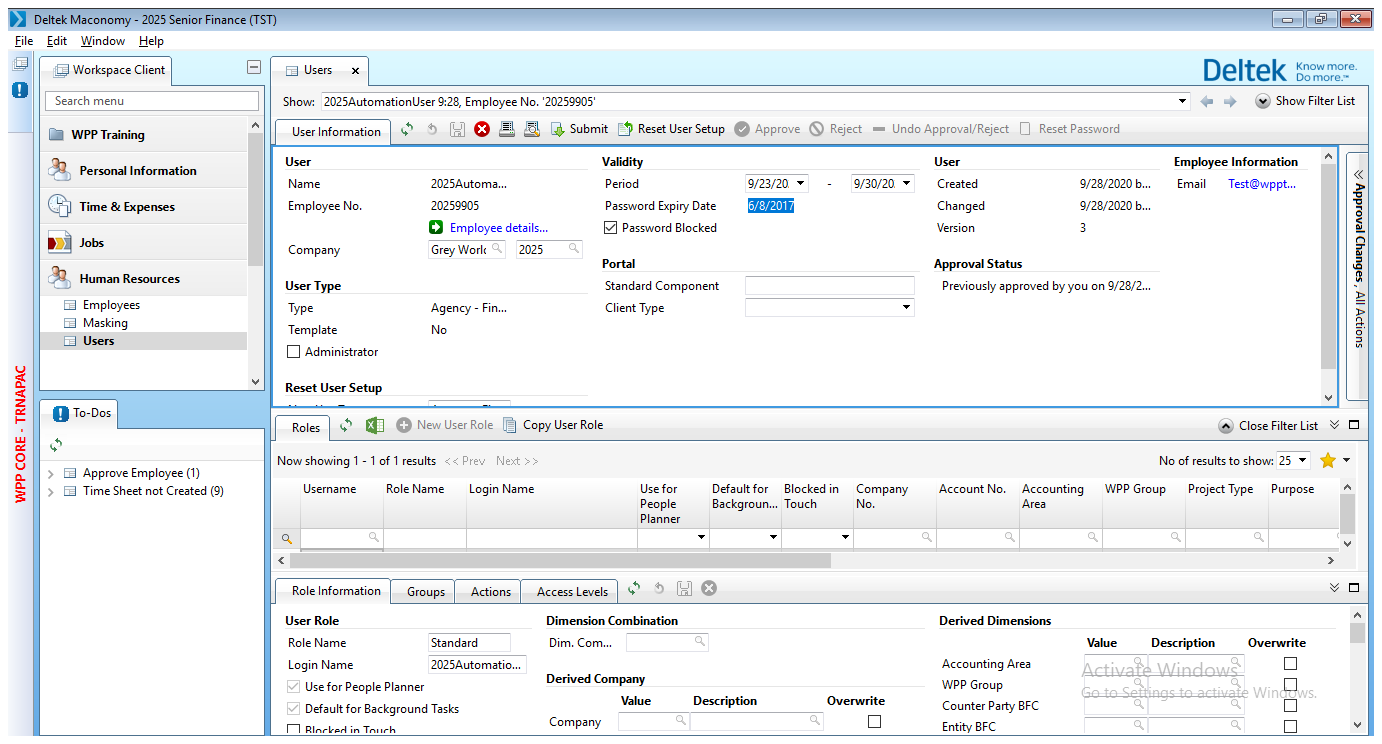 Deltek Maconomy - 2025 Senior Finance (TST)
File Edit Window Help
WPP CORE - TRNAPAC
Workspace Client
Search menu
WPP Training
Personal Information
Time & Expenses
Jobs
Human Resources
Employees
Masking
Users
To-Dos
Approve Employee (1)
Time Sheet not Created (9)
Users
Deltek Know more. Do more.™
Show: 2025AutomationUser 9:28, Employee No. '20259905' Show Filter List
User Information Submit Reset User Setup Approve Reject Undo Approval/Reject Reset Password
User
Name 2025Automa...
Employee No. 20259905
Employee details...
Company Grey World 2025
User Type
Type Agency - Fin...
Template No
Administrator
Reset User Setup
Validity
Period 9/23/20 - 9/30/20
Password Expiry Date 6/8/2017
Password Blocked
Portal
Standard Component
Client Type
User
Created 9/28/2020 b...
Changed 9/28/2020 b...
Version 3
Approval Status
Previously approved by you on 9/28/2...
Employee Information
Email Test@wppt...
Approval Changes , All Actions
Roles New User Role Copy User Role Close Filter List
Now showing 1 - 1 of 1 results << Prev Next >> No of results to show: 25
Username Role Name Login Name Use for People Planner Default for Backgroun... Blocked in Touch Company No. Account No. Accounting Area WPP Group Project Type Purpose
Role Information Groups Actions Access Levels
User Role
Role Name Standard
Login Name 2025Automatio...
Use for People Planner
Default for Background Tasks
Blocked in Touch
Dimension Combination
Dim. Com...
Derived Company
Value Description Overwrite
Company
Derived Dimensions
Value Description Overwrite
Accounting Area
WPP Group
Counter Party BFC
Entity BFC
Activate Windows
Go to Settings to activate Windows.